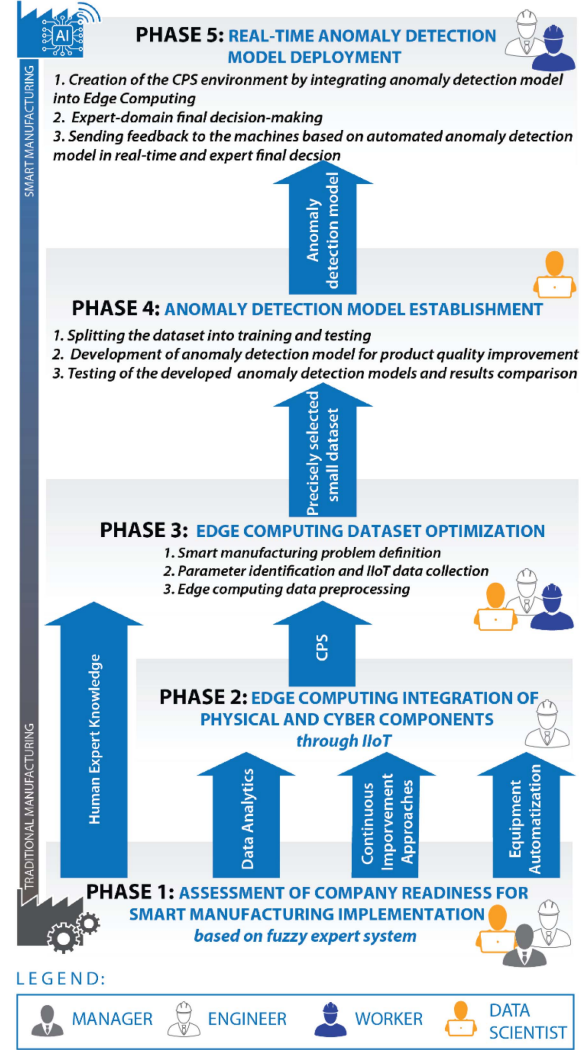 AI
PHASE 5: REAL-TIME ANOMALY DETECTION
MODEL DEPLOYMENT
1. Creation of the CPS environment by integrating anomaly detection model
into Edge Computing
2. Expert-domain final decision-making
3. Sending feedback to the machines based on automated anomaly detection
model in real-time and expert final decsion
SMART MANUFACTURING
Anomaly
detection model
PHASE 4: ANOMALY DETECTION MODEL ESTABLISHMENT
1. Splitting the dataset into training and testing
2. Development of anomaly detection model for product quality improvement
3. Testing of the developed anomaly detection models and results comparison
Precisely selected
small dataset
PHASE 3: EDGE COMPUTING DATASET OPTIMIZATION
1. Smart manufacturing problem definition
2. Parameter identification and IIoT data collection
3. Edge computing data preprocessing
Human Expert Knowledge
CPS
PHASE 2: EDGE COMPUTING INTEGRATION OF
PHYSICAL AND CYBER COMPONENTS
through IIoT
Data Analytics
Continuous
Imporvement
Approaches
Equipment
Automatization
TRADITIONAL MANUFACTURING
PHASE 1: ASSESSMENT OF COMPANY READINESS FOR
SMART MANUFACTURING IMPLEMENTATION
based on fuzzy expert system
LEGEND:
MANAGER
ENGINEER
WORKER
DATA
SCIENTIST